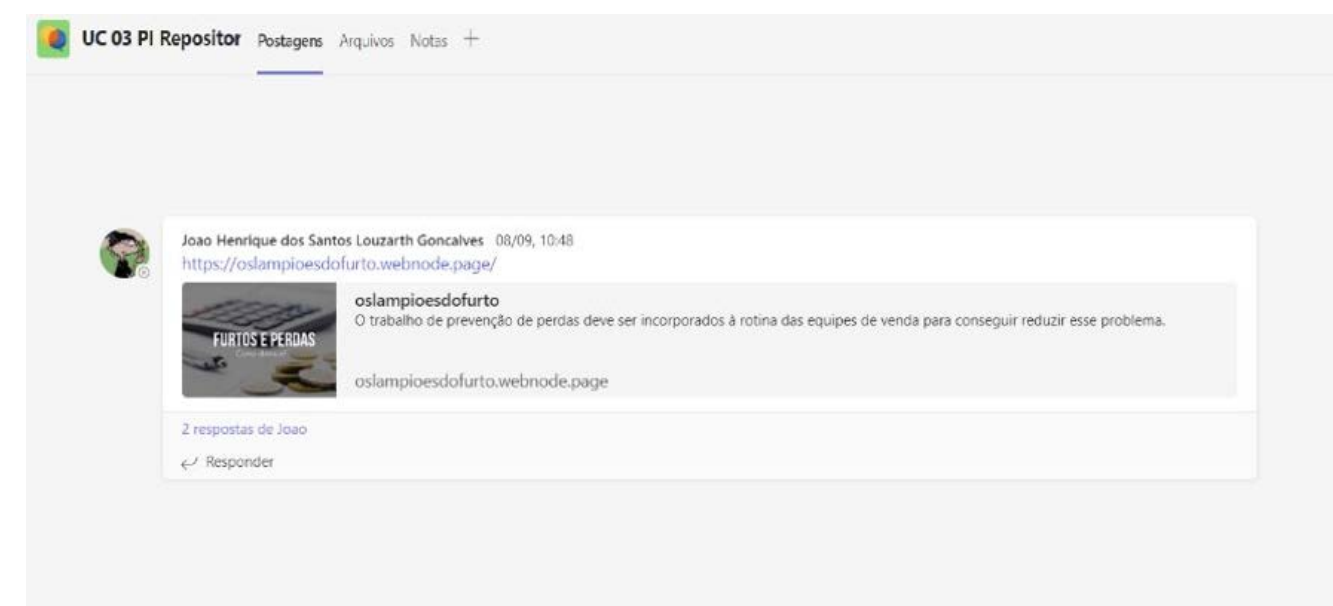 UC 03 PI Repositor Postagens Arquivos Notas
Joao Henrique dos Santos Louzarth Goncalves 08/09, 10:48
https://oslampioesdofurto.webnode.page/
oslampioesdofurto
O trabalho de prevenção de perdas deve ser incorporados à rotina das equipes de venda para conseguir reduzir esse problema.
FURTOS E PERDAS
oslampioesdofurto.webnode.page
2 respostas de Joao
Responder